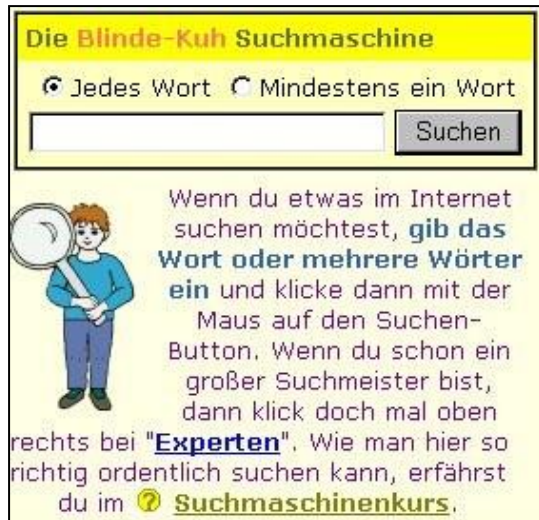 Die Blinde-Kuh Suchmaschine
Jedes Wort Mindestens ein Wort
Suchen
Wenn du etwas im Internet
suchen möchtest, gib das
Wort oder mehrere Wörter
ein und klicke dann mit der
Maus auf den Suchen-
Button. Wenn du schon ein
großer Suchmeister bist,
dann klick doch mal oben
rechts bei "Experten". Wie man hier so
richtig ordentlich suchen kann, erfährst
du im ? Suchmaschinenkurs.